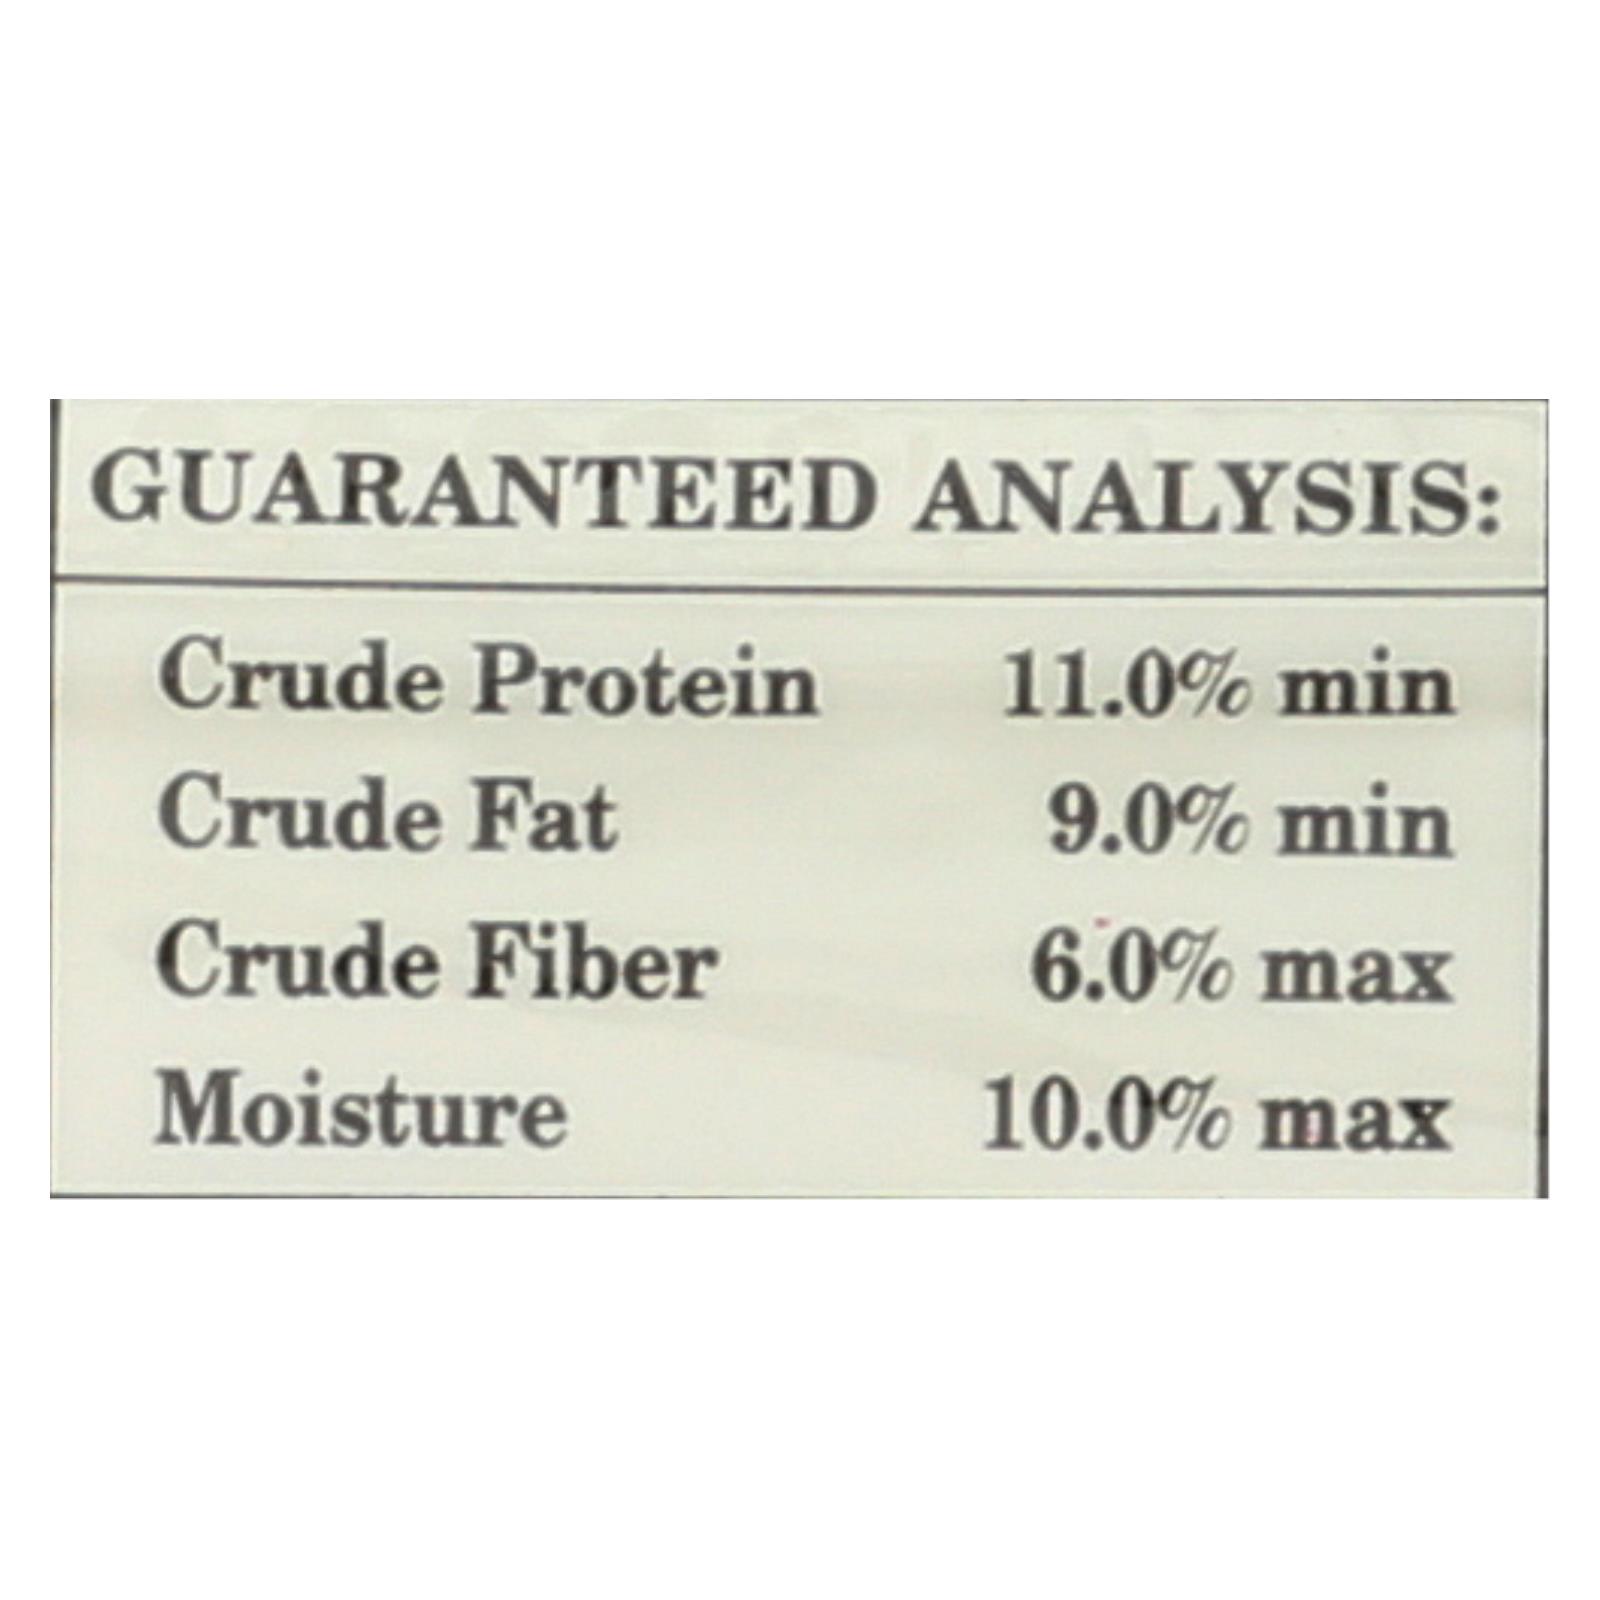 GUARANTEED ANALYSIS:
Crude Protein 11.0% min
Crude Fat 9.0% min
Crude Fiber 6.0% max
Moisture 10.0% max